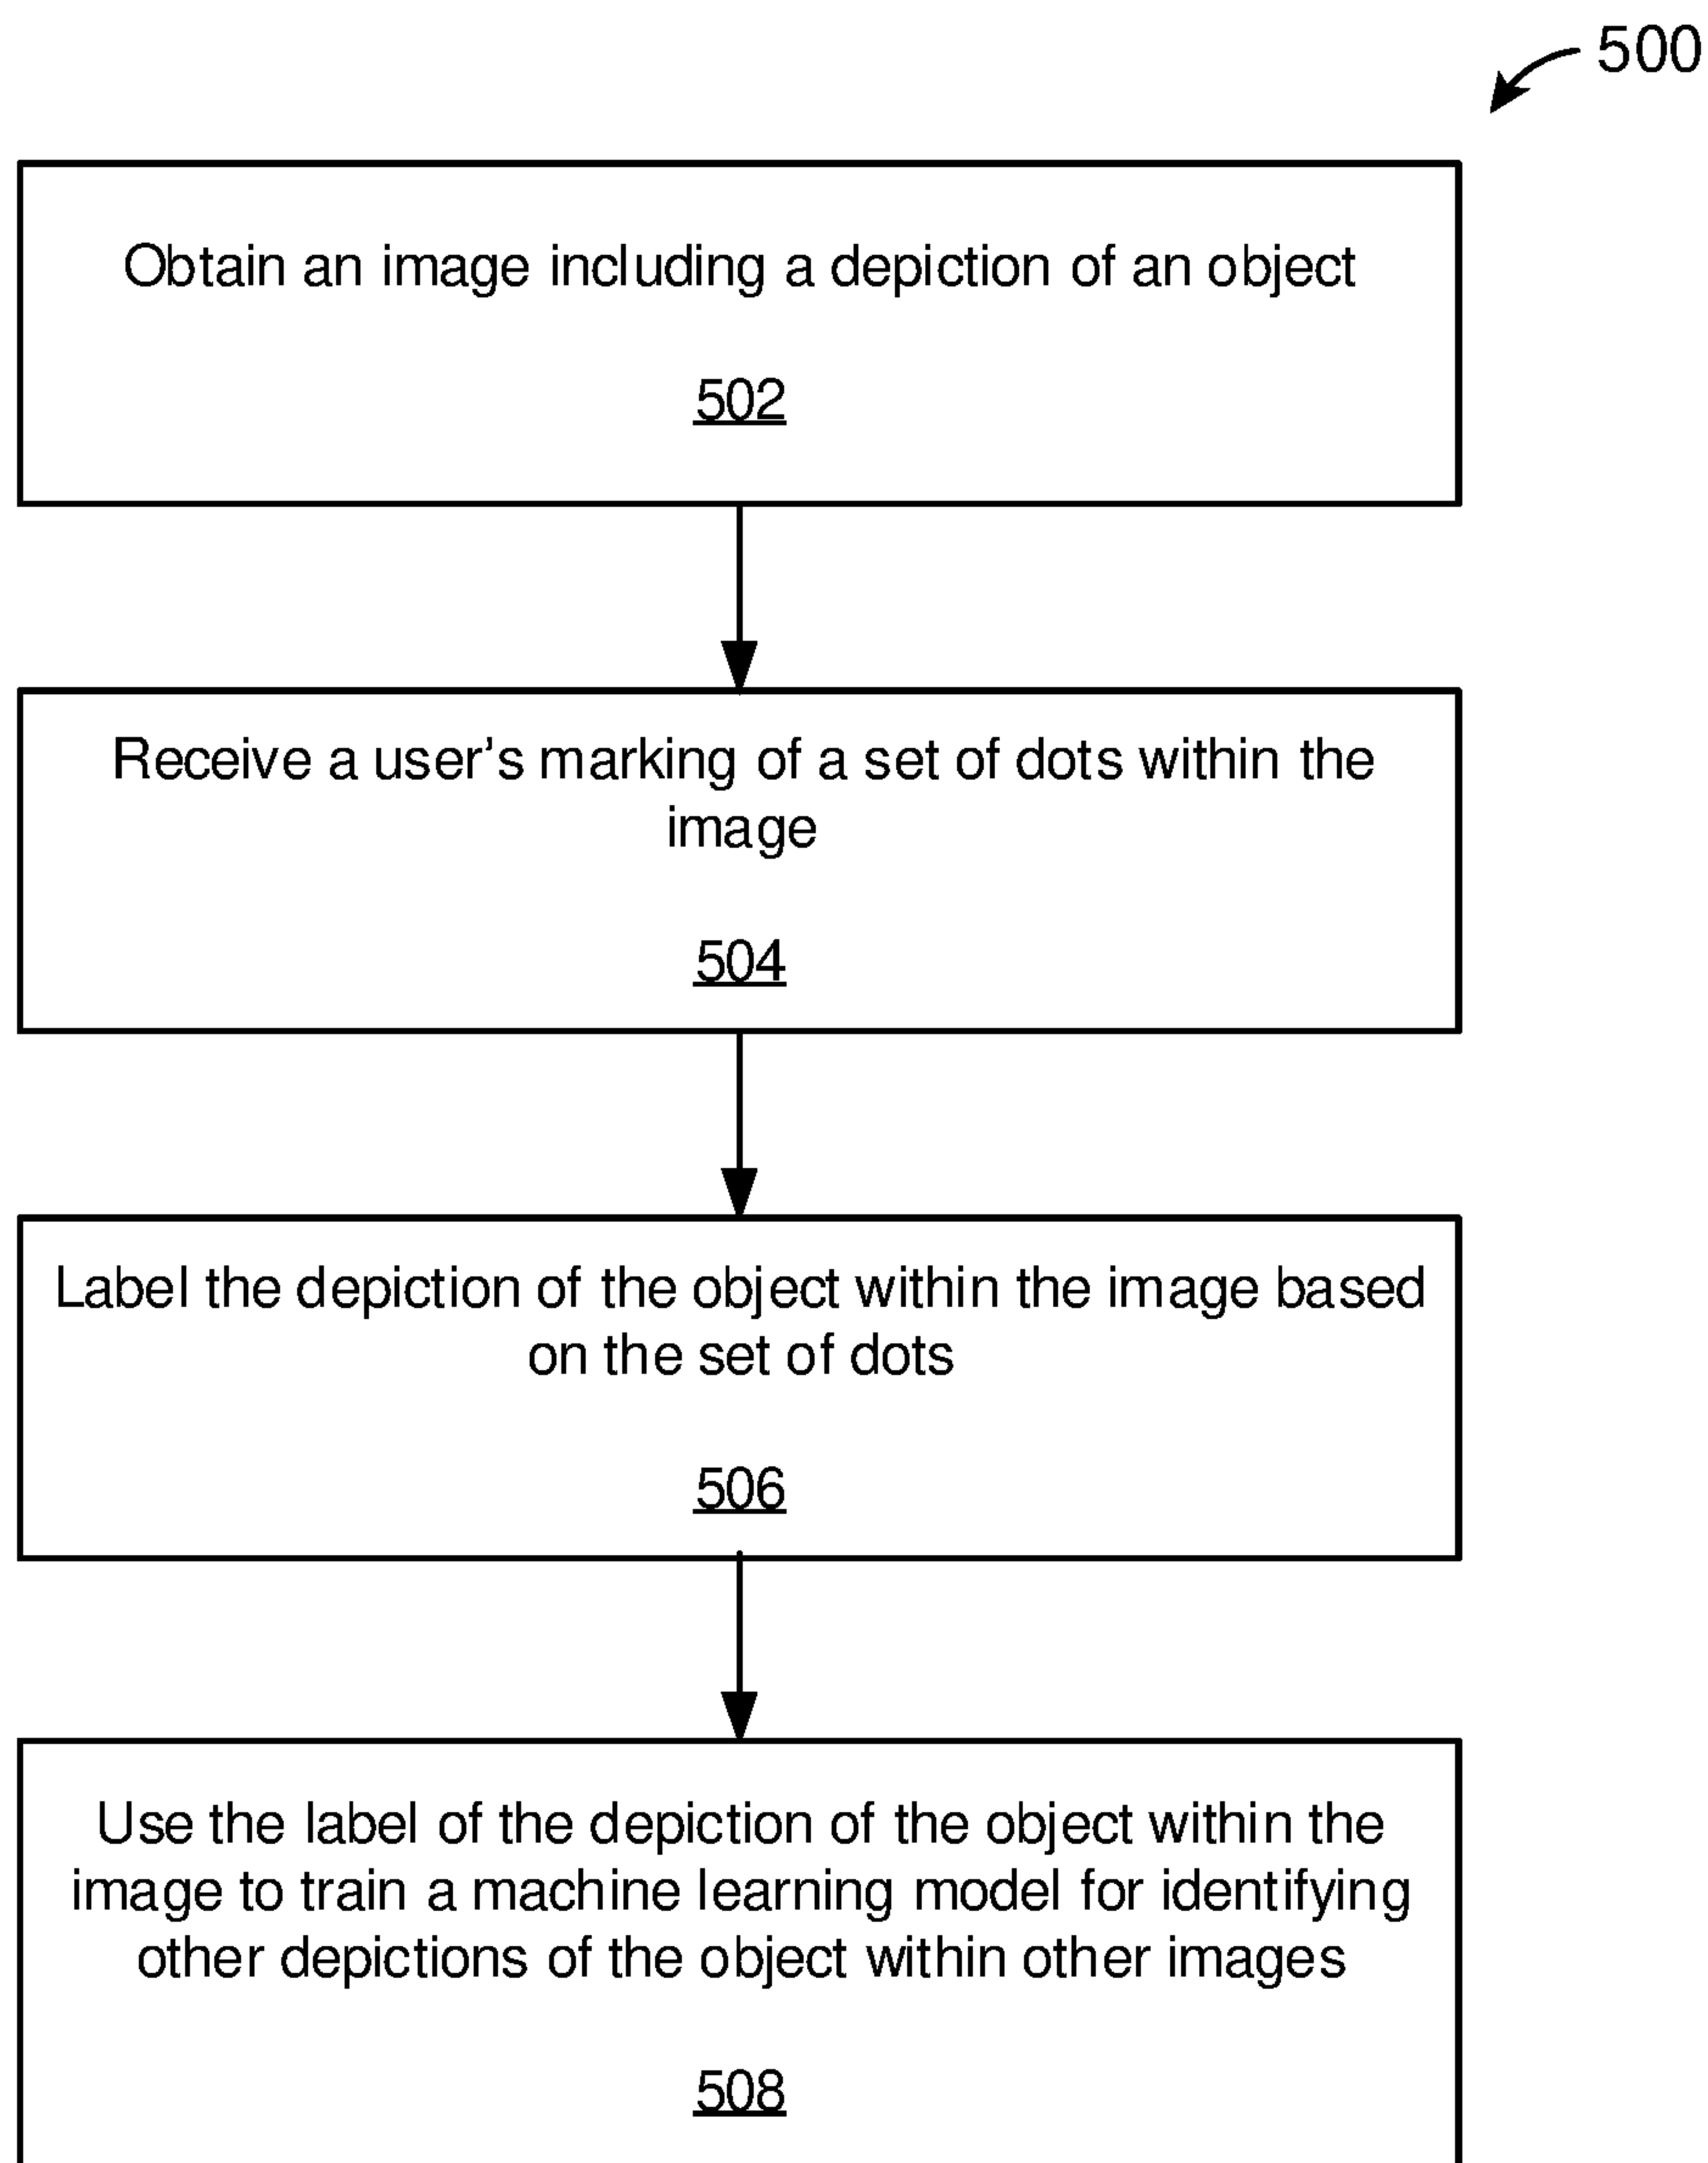 500
Obtain an image including a depiction of an object
502
Receive a user's marking of a set of dots within the
image
504
Label the depiction of the object within the image based
on the set of dots
506
Use the label of the depiction of the object within the
image to train a machine learning model for identifying
other depictions of the object within other images
508